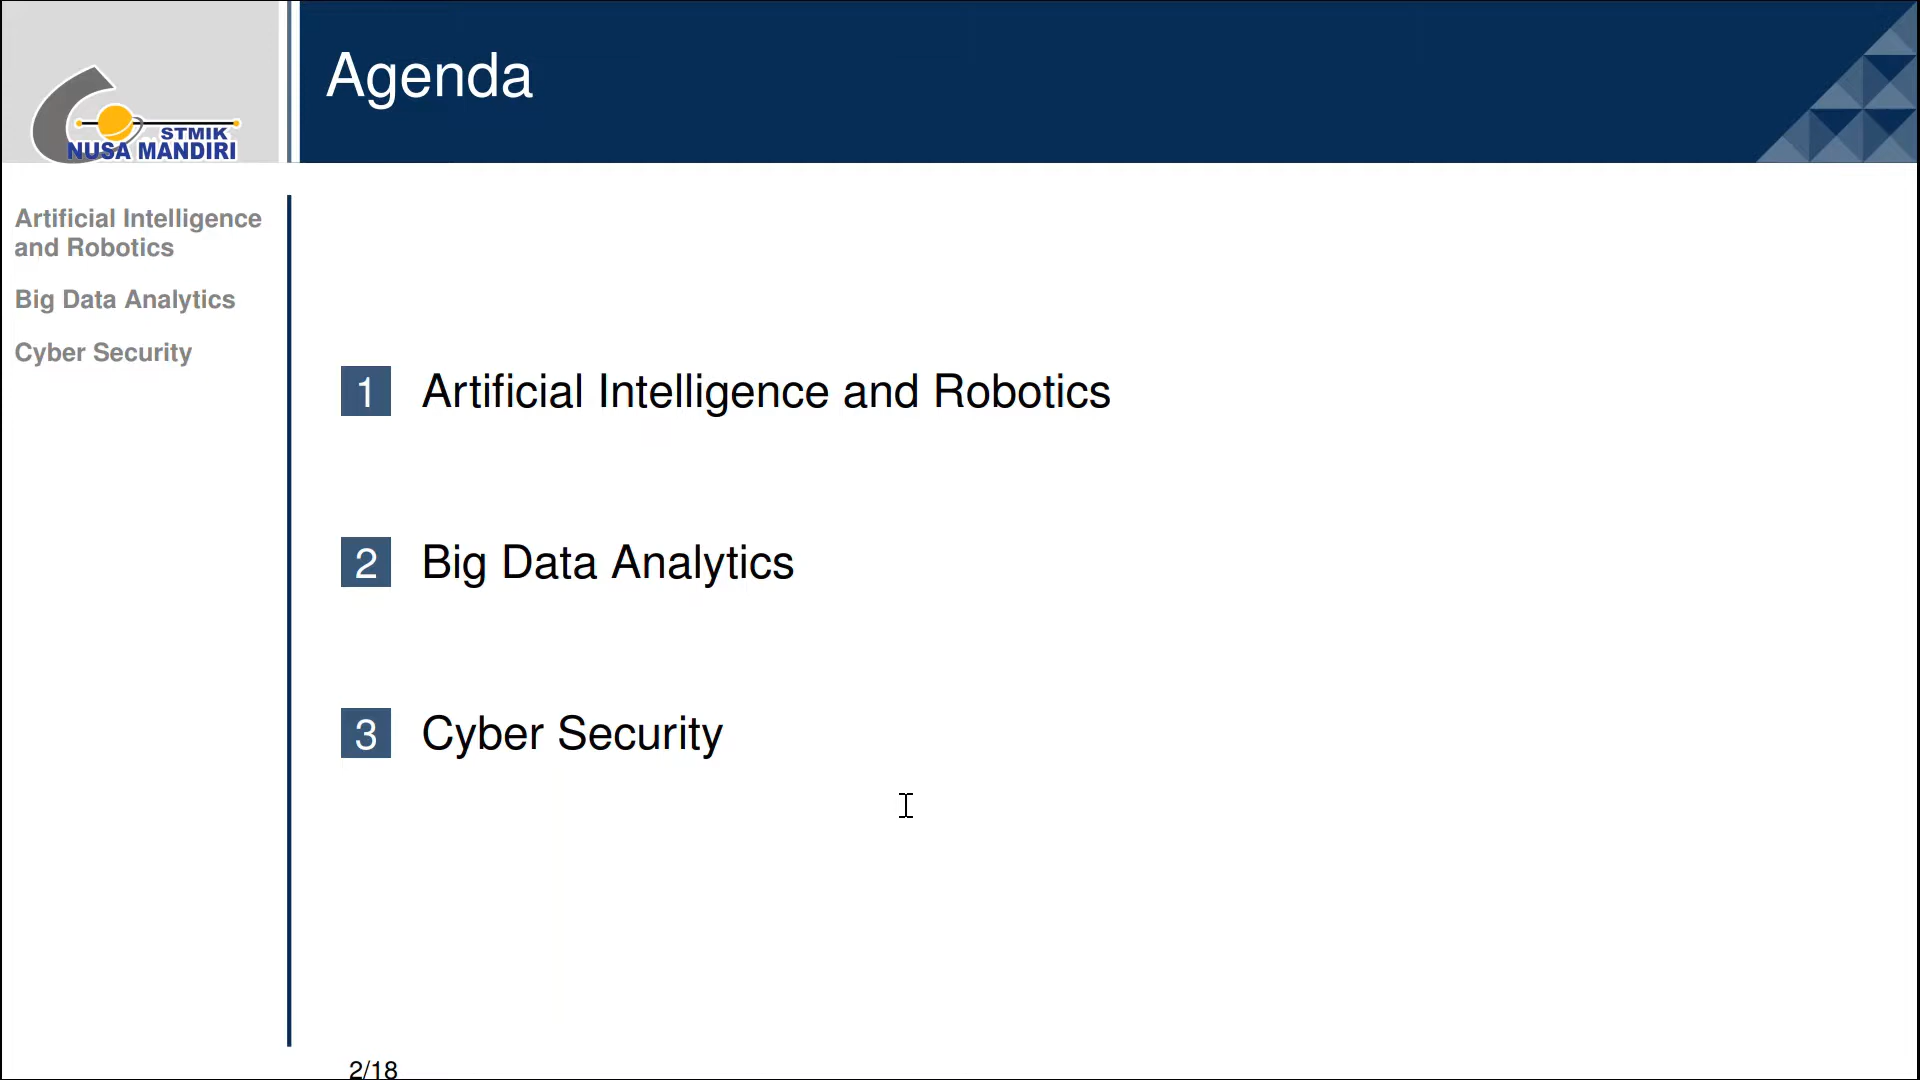 STMIK
NUSA MANDIRI
Agenda
Artificial Intelligence
and Robotics
Big Data Analytics
Cyber Security
1 Artificial Intelligence and Robotics
2 Big Data Analytics
3 Cyber Security
2/18